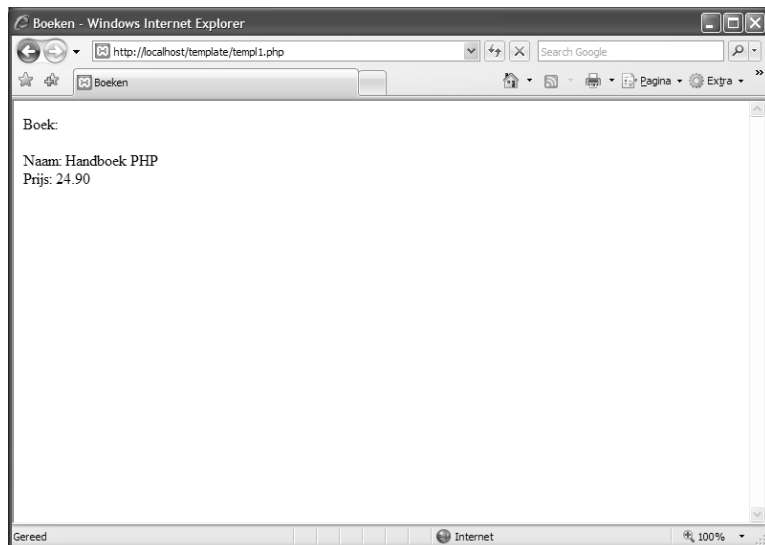 Boeken - Windows Internet Explorer
http://localhost/template/templ1.php
Search Google
Boeken
Pagina
Extra
»
Boek:
Naam: Handboek PHP
Prijs: 24.90
Gereed
Internet
100%